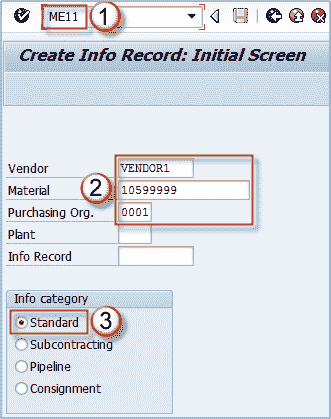 ME11 1
Create Info Record: Initial Screen
Vendor VENDOR1
Material 10599999
2
Purchasing Org. 0001
Plant
Info Record
Info category
Standard 3
Subcontracting
Pipeline
Consignment